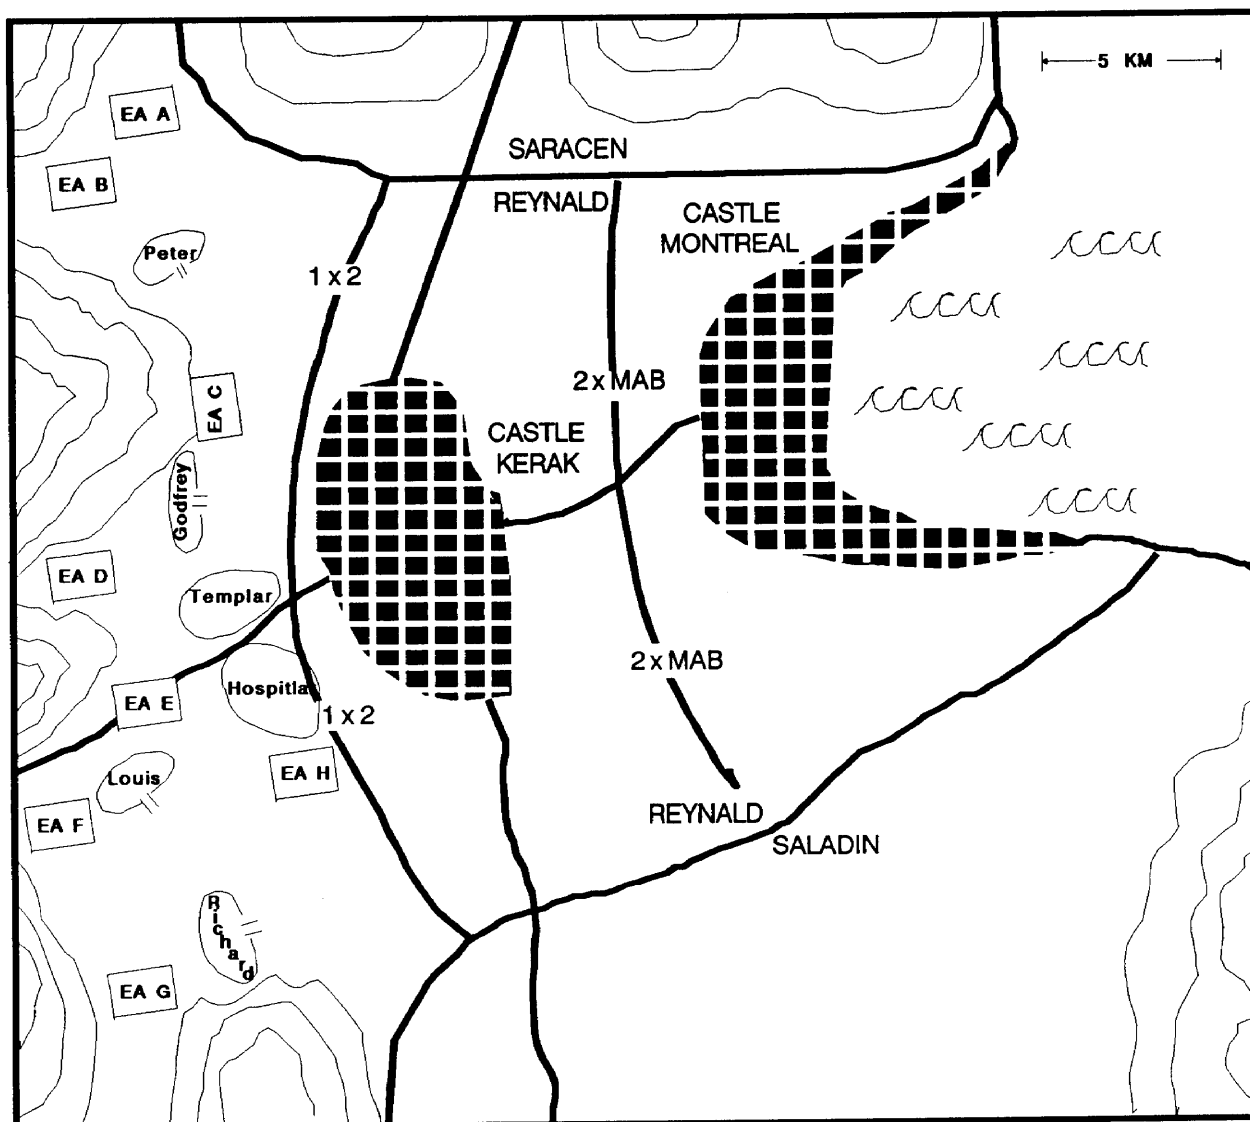 5 KM
EA A
SARACEN
EA B
REYNALD
CASTLE
MONTREAL
Peter
1 x 2
2 x MAB
EA C
CASTLE
KERAK
Godfrey
EA D
Templar
2 x MAB
EA E
Hospitlar
1 x 2
EA H
Louis
EA F
REYNALD
SALADIN
Richard
EA G